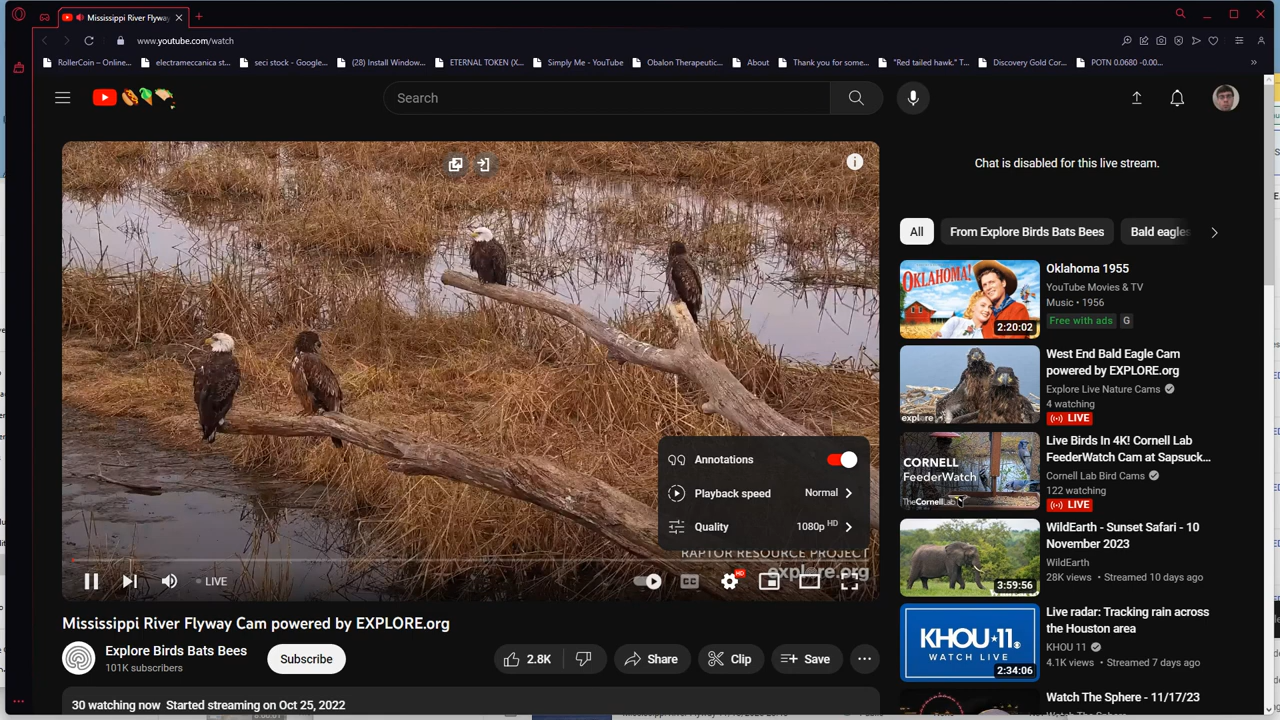 Mississippi River Flyway
www.youtube.com/watch
RollerCoin – Online...
electrameccanica st...
seci stock - Google...
(28) Install Window...
ETERNAL TOKEN (X...
Simply Me - YouTube
Obalon Therapeutic...
About
Thank you for some...
"Red tailed hawk." T...
Discovery Gold Cor...
POTN 0.0680 -0.00...
Search
Chat is disabled for this live stream.
All
From Explore Birds Bats Bees
Bald eagles
OKLAHOMA!
2:20:02
Oklahoma 1955
YouTube Movies & TV
Music • 1956
Free with ads
G
explore
West End Bald Eagle Cam
powered by EXPLORE.org
Explore Live Nature Cams
4 watching
LIVE
CORNELL
FeederWatch
TheCornellLab
Live Birds In 4K! Cornell Lab
FeederWatch Cam at Sapsuck...
Cornell Lab Bird Cams
122 watching
LIVE
3:59:56
WildEarth - Sunset Safari - 10
November 2023
WildEarth
28K views • Streamed 10 days ago
KHOU 11
WATCH LIVE
2:34:06
Live radar: Tracking rain across
the Houston area
KHOU 11
4.1K views • Streamed 7 days ago
Watch The Sphere - 11/17/23
Annotations
Playback speed
Normal
Quality
1080p HD
RAPTOR RESOURCE PROJECT
explore.org
LIVE
CC
HD
Mississippi River Flyway Cam powered by EXPLORE.org
Explore Birds Bats Bees
101K subscribers
Subscribe
2.8K
Share
Clip
Save
30 watching now Started streaming on Oct 25, 2022